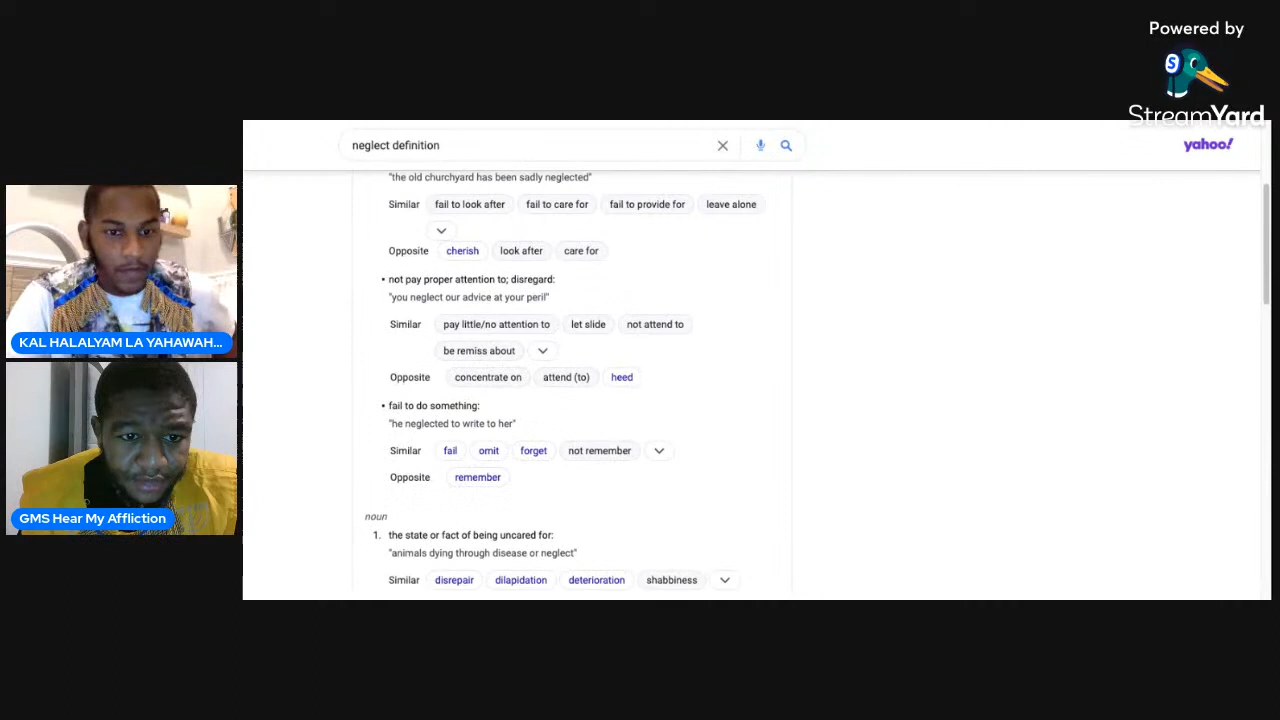 Powered by
S
StreamYard
neglect definition
yahoo!
"the old churchyard has been sadly neglected"
Similar fail to look after fail to care for fail to provide for leave alone
Opposite cherish look after care for
• not pay proper attention to; disregard:
"you neglect our advice at your peril"
Similar pay little/no attention to let slide not attend to
be remiss about
Opposite concentrate on attend (to) heed
• fail to do something:
"he neglected to write to her"
Similar fail omit forget not remember
Opposite remember
noun
1. the state or fact of being uncared for:
"animals dying through disease or neglect"
Similar disrepair dilapidation deterioration shabbiness
KAL HALALYAM LA YAHAWAH...
GMS Hear My Affliction